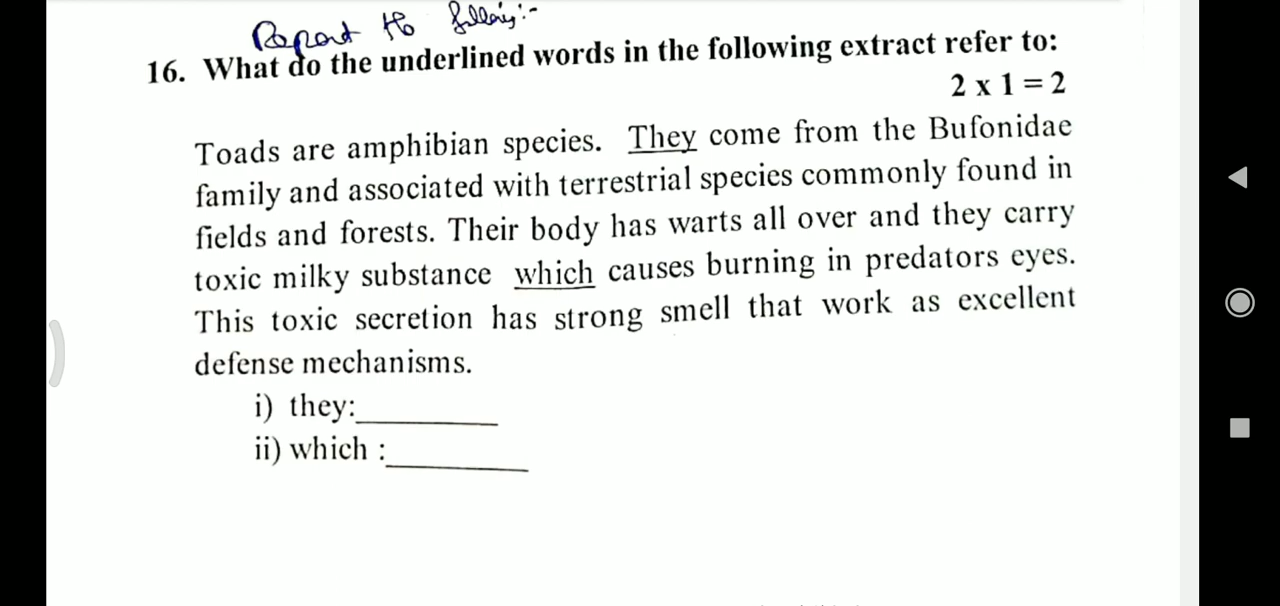 Report the following:-
16. What do the underlined words in the following extract refer to:
2 x 1 = 2
Toads are amphibian species. They come from the Bufonidae
family and associated with terrestrial species commonly found in
fields and forests. Their body has warts all over and they carry
toxic milky substance which causes burning in predators eyes.
This toxic secretion has strong smell that work as excellent
defense mechanisms.
i) they:
ii) which :